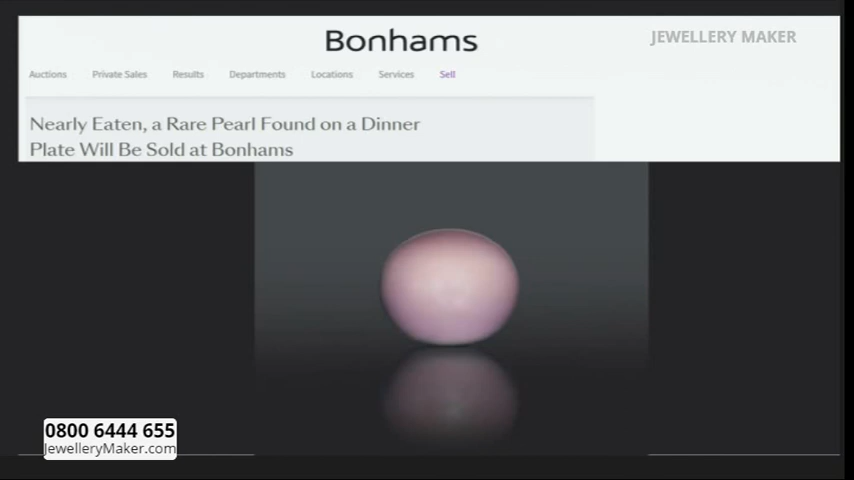 Bonhams
JEWELLERY MAKER
Auctions Private Sales Results Departments Locations Services Sell
Nearly Eaten, a Rare Pearl Found on a Dinner
Plate Will Be Sold at Bonhams
0800 6444 655
JewelleryMaker.com